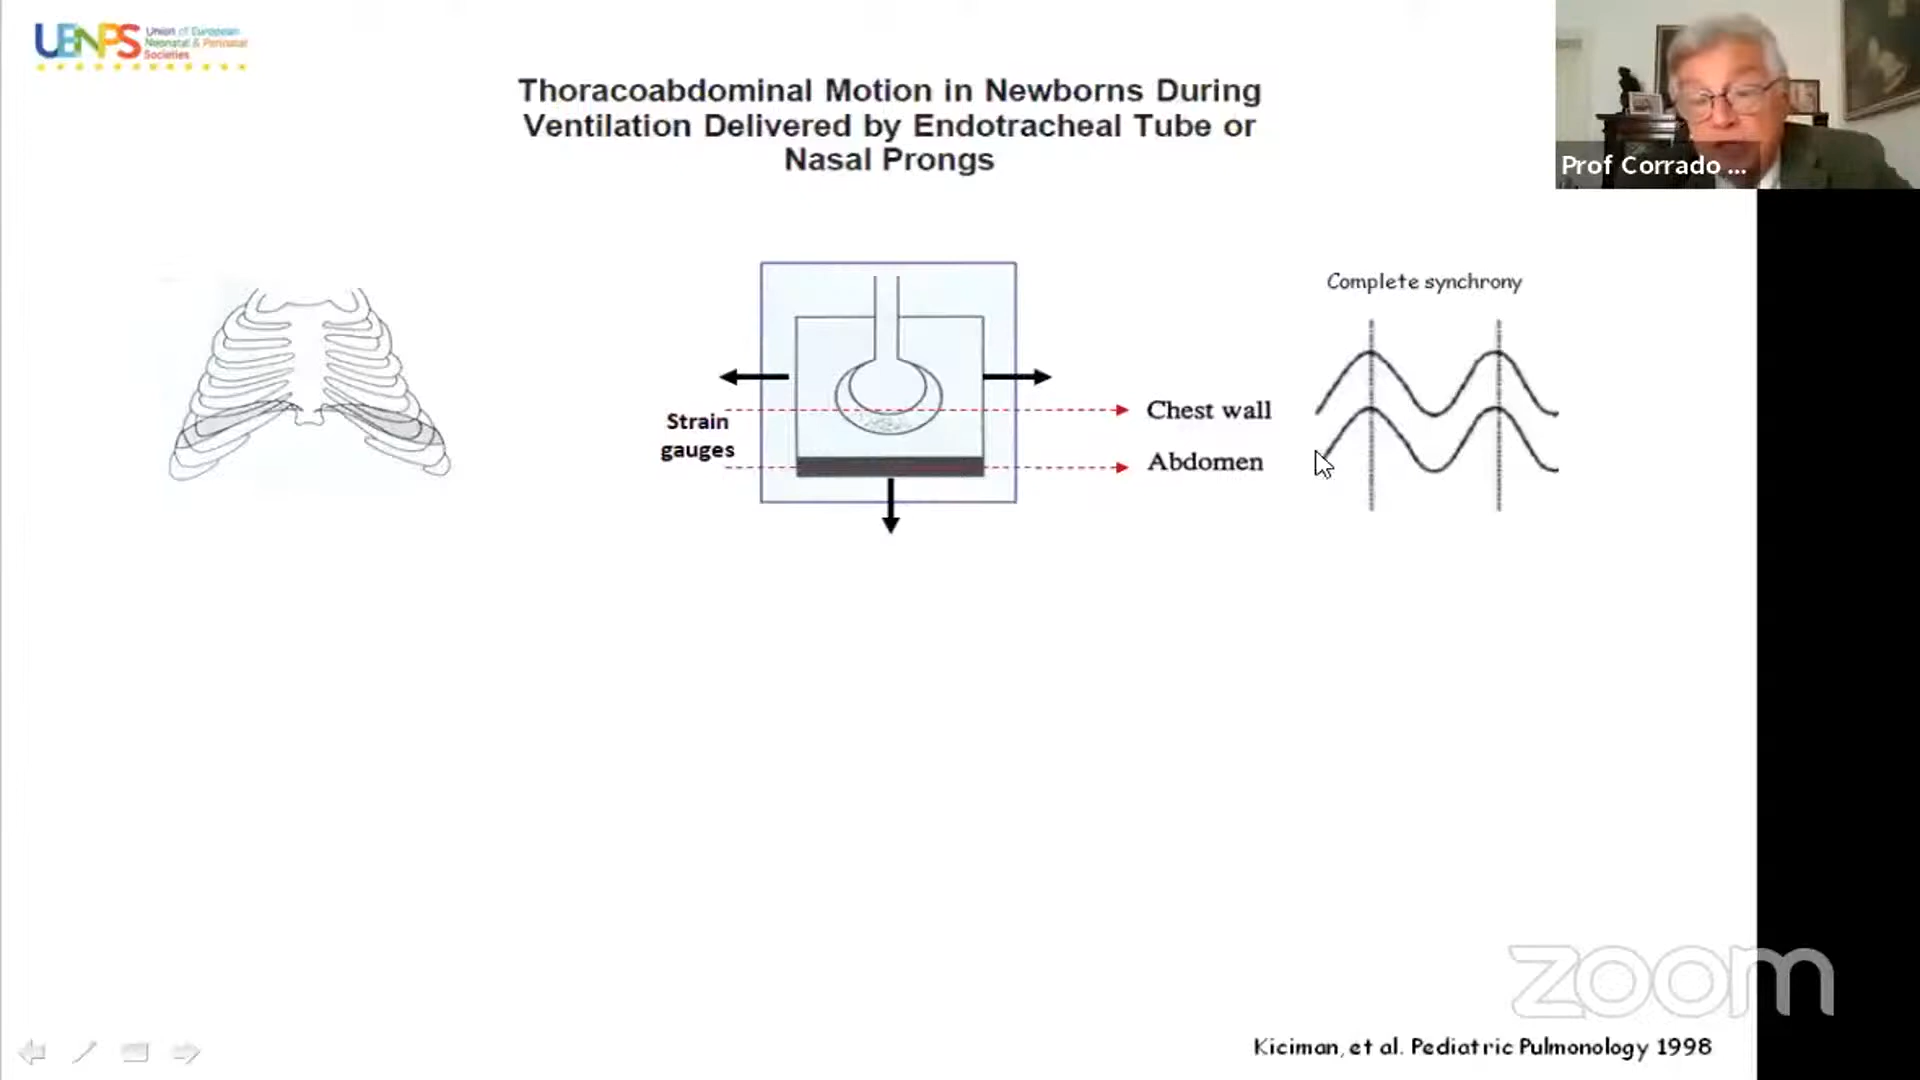 UENPS
Union of European
Neonatal & Perinatal
Societies
Thoracoabdominal Motion in Newborns During
Ventilation Delivered by Endotracheal Tube or
Nasal Prongs
Prof Corrado ...
Complete synchrony
Strain
gauges
Chest wall
Abdomen
zoom
Kiciman, et al. Pediatric Pulmonology 1998